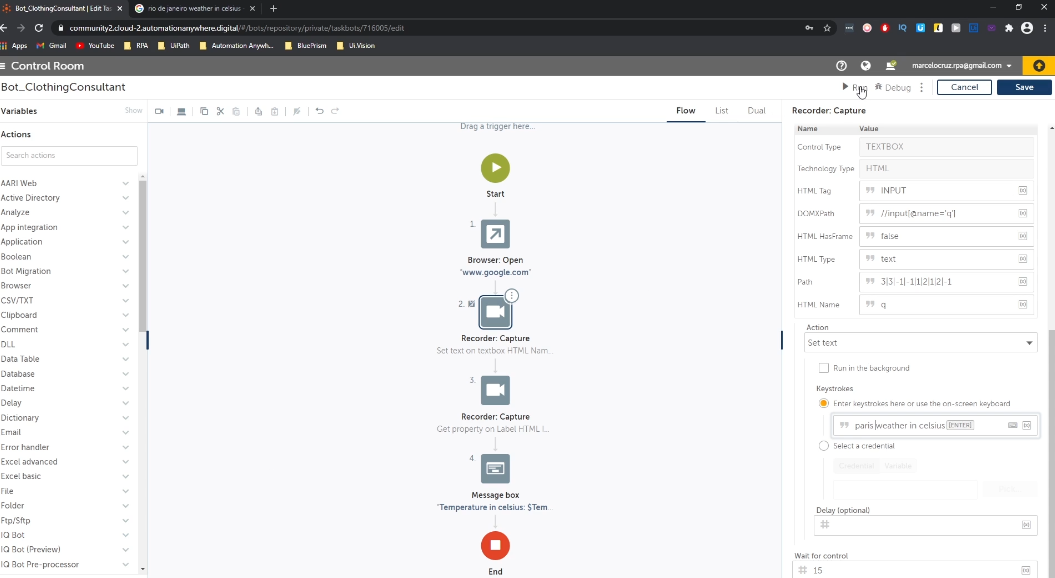 Bot_ClothingConsultant | Edit Tas
no de janeiro weather in celsius
community2.cloud-2.automationanywhere.digital/#/bots/repository/private/taskbots/716005/edit
Apps Gmail YouTube RPA UiPath Automation Anywh... BluePrism Ui.Vision
Control Room
marcelocruz.rpa@gmail.com
Bot_ClothingConsultant
Run Debug Cancel Save
Variables Show
Flow List Dual
Recorder: Capture
Actions
Search actions
AARI Web
Active Directory
Analyze
App integration
Application
Boolean
Bot Migration
Browser
CSV/TXT
Clipboard
Comment
DLL
Data Table
Database
Datetime
Delay
Dictionary
Email
Error handler
Excel advanced
Excel basic
File
Folder
Ftp/Sftp
IQ Bot
IQ Bot (Preview)
IQ Bot Pre-processor
Drag a trigger here...
Start
1.
Browser: Open
"www.google.com"
2.
Recorder: Capture
Set text on textbox HTML Nam...
3.
Recorder: Capture
Get property on Label HTML I...
4.
Message box
"Temperature in celsius: $Tem...
End
Name Value
Control Type TEXTBOX
Technology Type HTML
HTML Tag INPUT
DOMXPath //input[@name='q']
HTML HasFrame false
HTML Type text
Path 3|3|-1|-1|1|2|1|2|-1
HTML Name q
Action
Set text
Run in the background
Keystrokes
Enter keystrokes here or use the on-screen keyboard
paris weather in celsius [ENTER]
Select a credential
Credential Variable
Delay (optional)
Wait for control
15